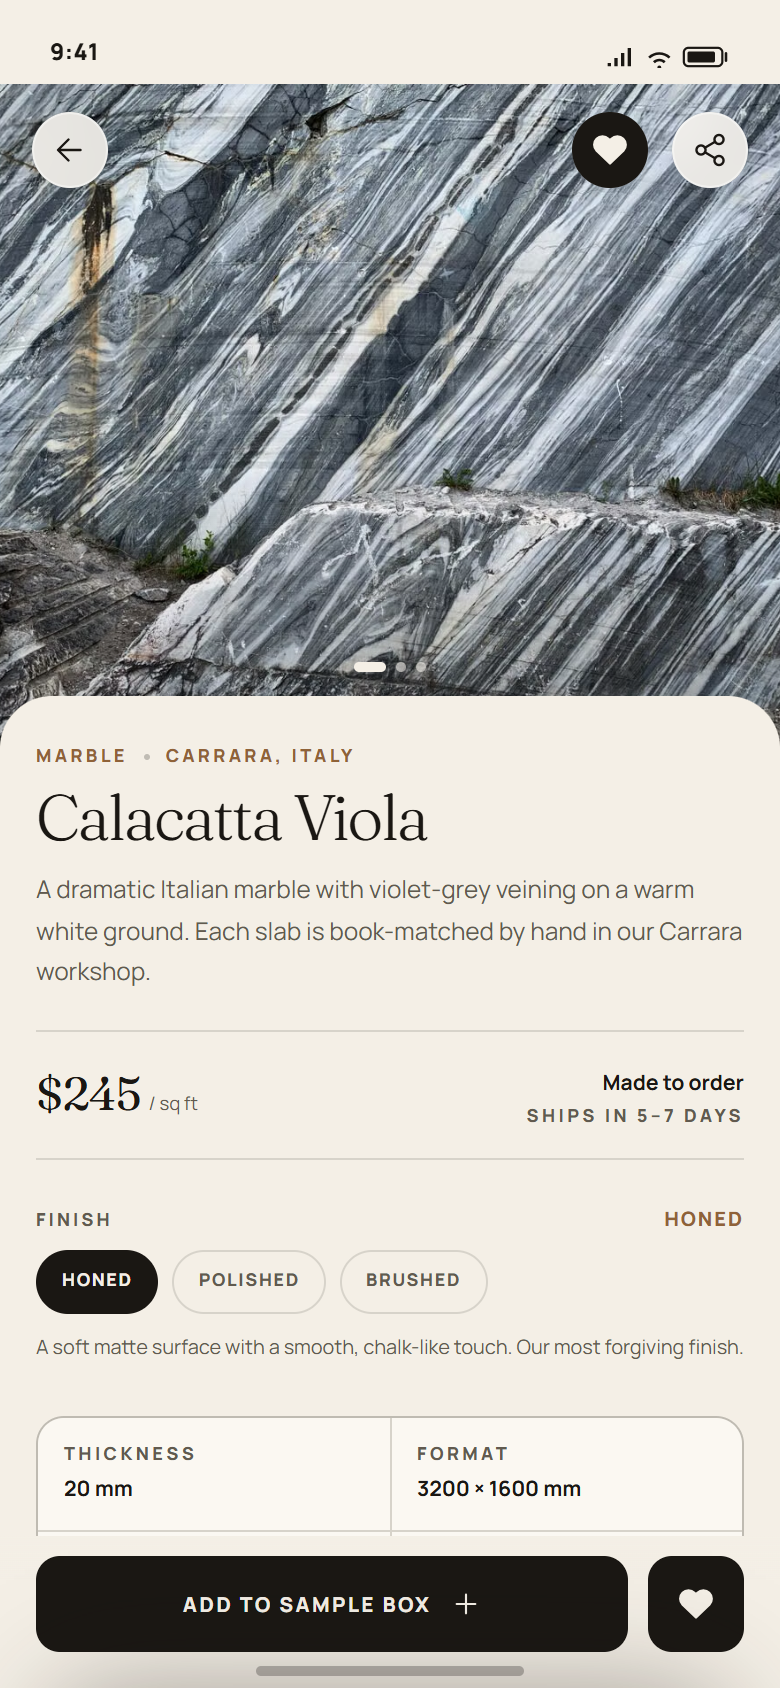 9:41
MARBLE • CARRARA, ITALY
Calacatta Viola
A dramatic Italian marble with violet-grey veining on a warm
white ground. Each slab is book-matched by hand in our Carrara
workshop.
$245 / sq ft
Made to order
SHIPS IN 5–7 DAYS
FINISH
HONED
HONED
POLISHED
BRUSHED
A soft matte surface with a smooth, chalk-like touch. Our most forgiving finish.
THICKNESS
20 mm
FORMAT
3200 × 1600 mm
ADD TO SAMPLE BOX +